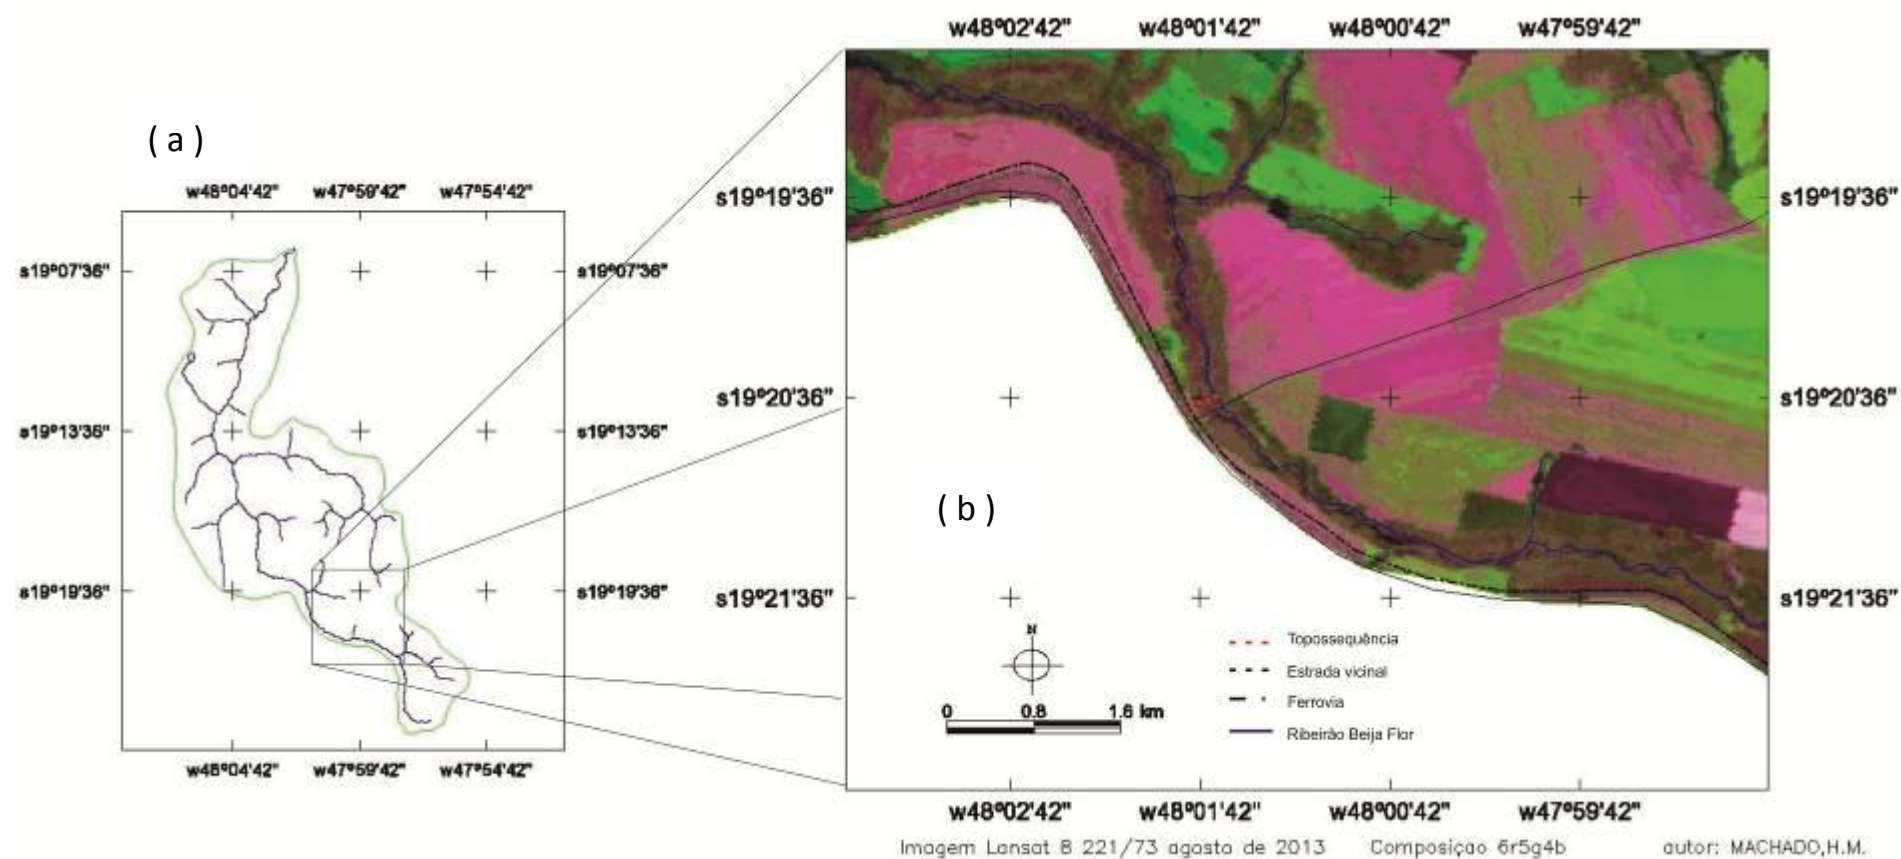 ( a )
w48º04'42" w47º59'42" w47º54'42"
s19º07'36" s19º07'36"
s19º13'36" s19º13'36"
s19º19'36" s19º19'36"
w48º04'42" w47º59'42" w47º54'42"
w48º02'42" w48º01'42" w48º00'42" w47º59'42"
s19º19'36" s19º19'36"
s19º20'36" s19º20'36"
( b )
s19º21'36" s19º21'36"
N
0 0.8 1.6 km
Topossequência
Estrada vicinal
Ferrovia
Ribeirão Beija Flor
w48º02'42" w48º01'42" w48º00'42" w47º59'42"
Imagem Lansat 8 221/73 agosto de 2013 Composiçao 6r5g4b autor: MACHADO,H.M.